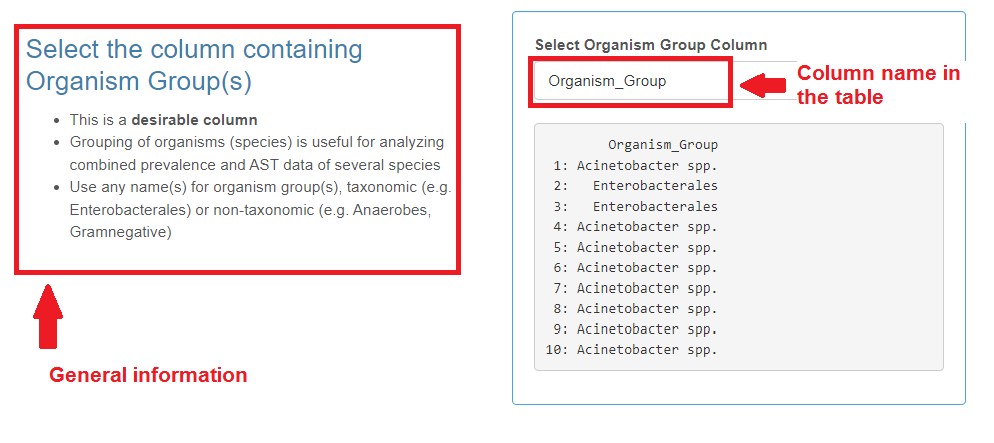 Select the column containing
Organism Group(s)
• This is a desirable column
• Grouping of organisms (species) is useful for analyzing
combined prevalence and AST data of several species
• Use any name(s) for organism group(s), taxonomic (e.g.
Enterobacterales) or non-taxonomic (e.g. Anaerobes,
Gramnegative)
General information
Select Organism Group Column
Organism_Group
Column name in
the table
Organism_Group
1: Acinetobacter spp.
2: Enterobacterales
3: Enterobacterales
4: Acinetobacter spp.
5: Acinetobacter spp.
6: Acinetobacter spp.
7: Acinetobacter spp.
8: Acinetobacter spp.
9: Acinetobacter spp.
10: Acinetobacter spp.